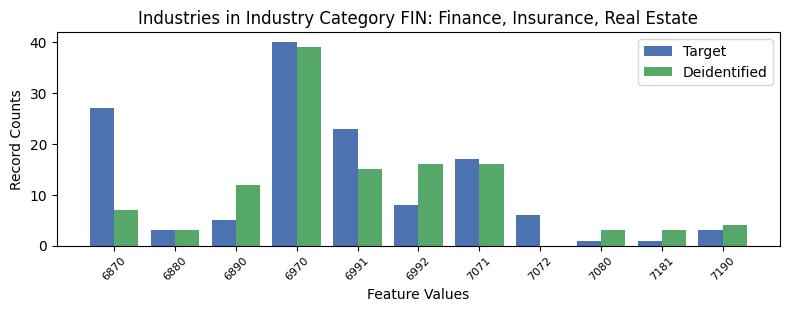 Industries in Industry Category FIN: Finance, Insurance, Real Estate
Target
Deidentified
Record Counts
40
30
20
10
0
6870 6880 6890 6970 6991 6992 7071 7072 7080 7181 7190
Feature Values